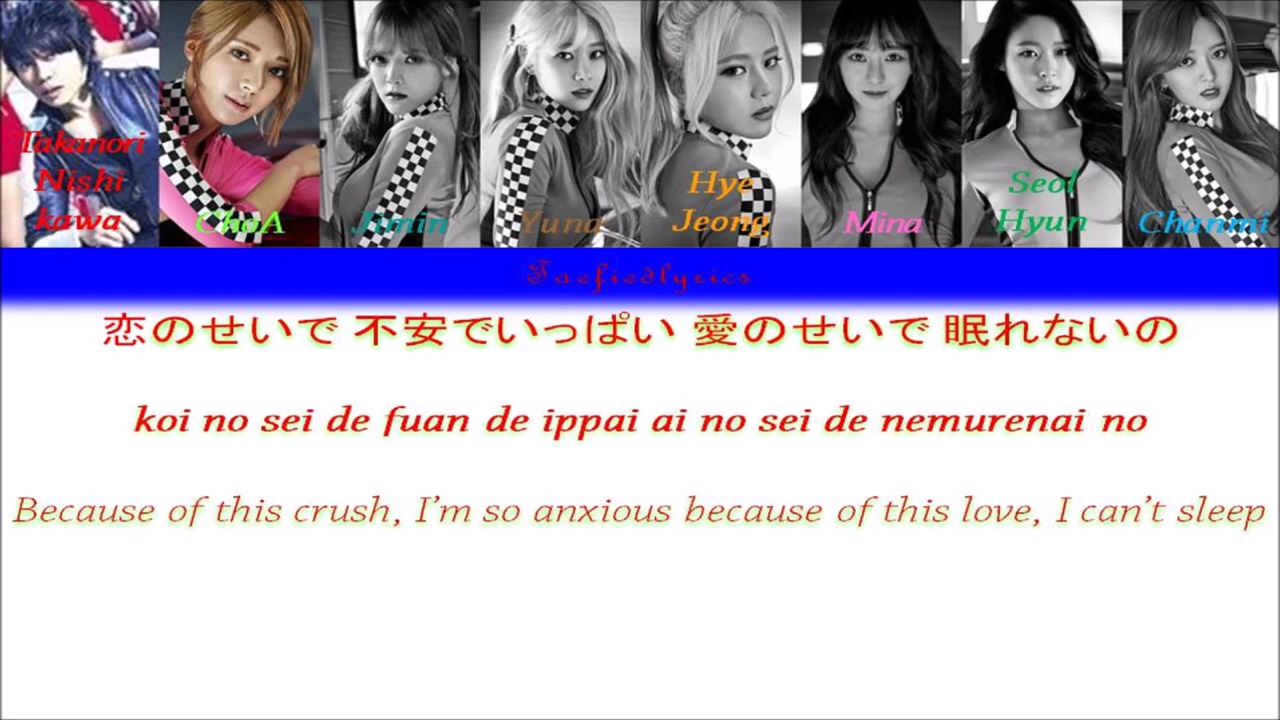 Takanori
Nishi
kawa
ChoA
Jimin
Yuna
Hye
Jeong
Mina
Seol
Hyun
Chanmi
Taefiedlyrics
恋のせいで 不安でいっぱい 愛のせいで 眠れないの
koi no sei de fuan de ippai ai no sei de nemurenai no
Because of this crush, I’m so anxious because of this love, I can’t sleep